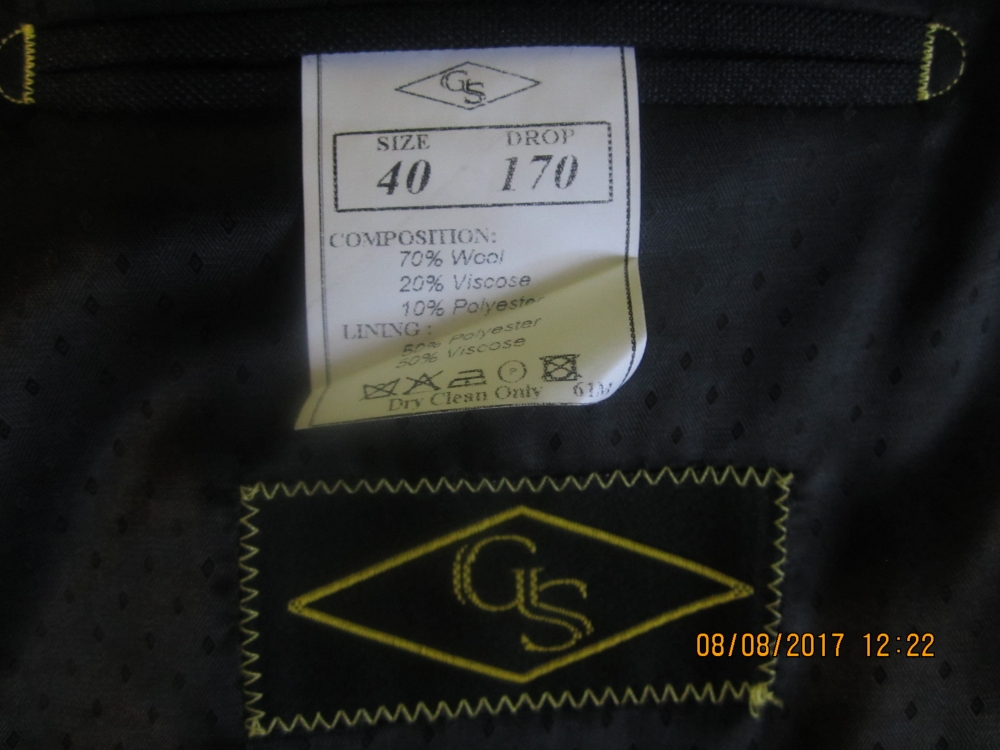 GS
SIZE DROP
40 170
COMPOSITION:
70% Wool
20% Viscose
10% Polyester
LINING :
50% Polyester
50% Viscose
P
Dry Clean Only
GS
08/08/2017 12:22